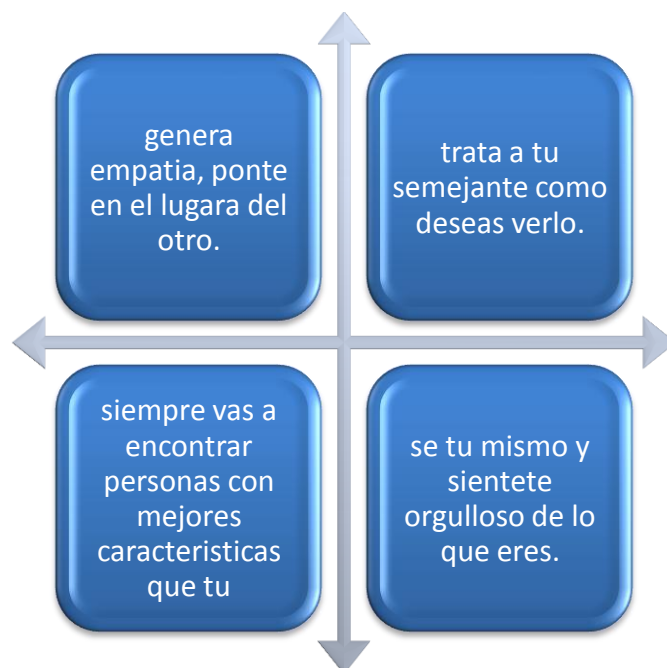 genera
empatia, ponte
en el lugara del
otro.
trata a tu
semejante como
deseas verlo.
siempre vas a
encontrar
personas con
mejores
caracteristicas
que tu
se tu mismo y
sientete
orgulloso de lo
que eres.